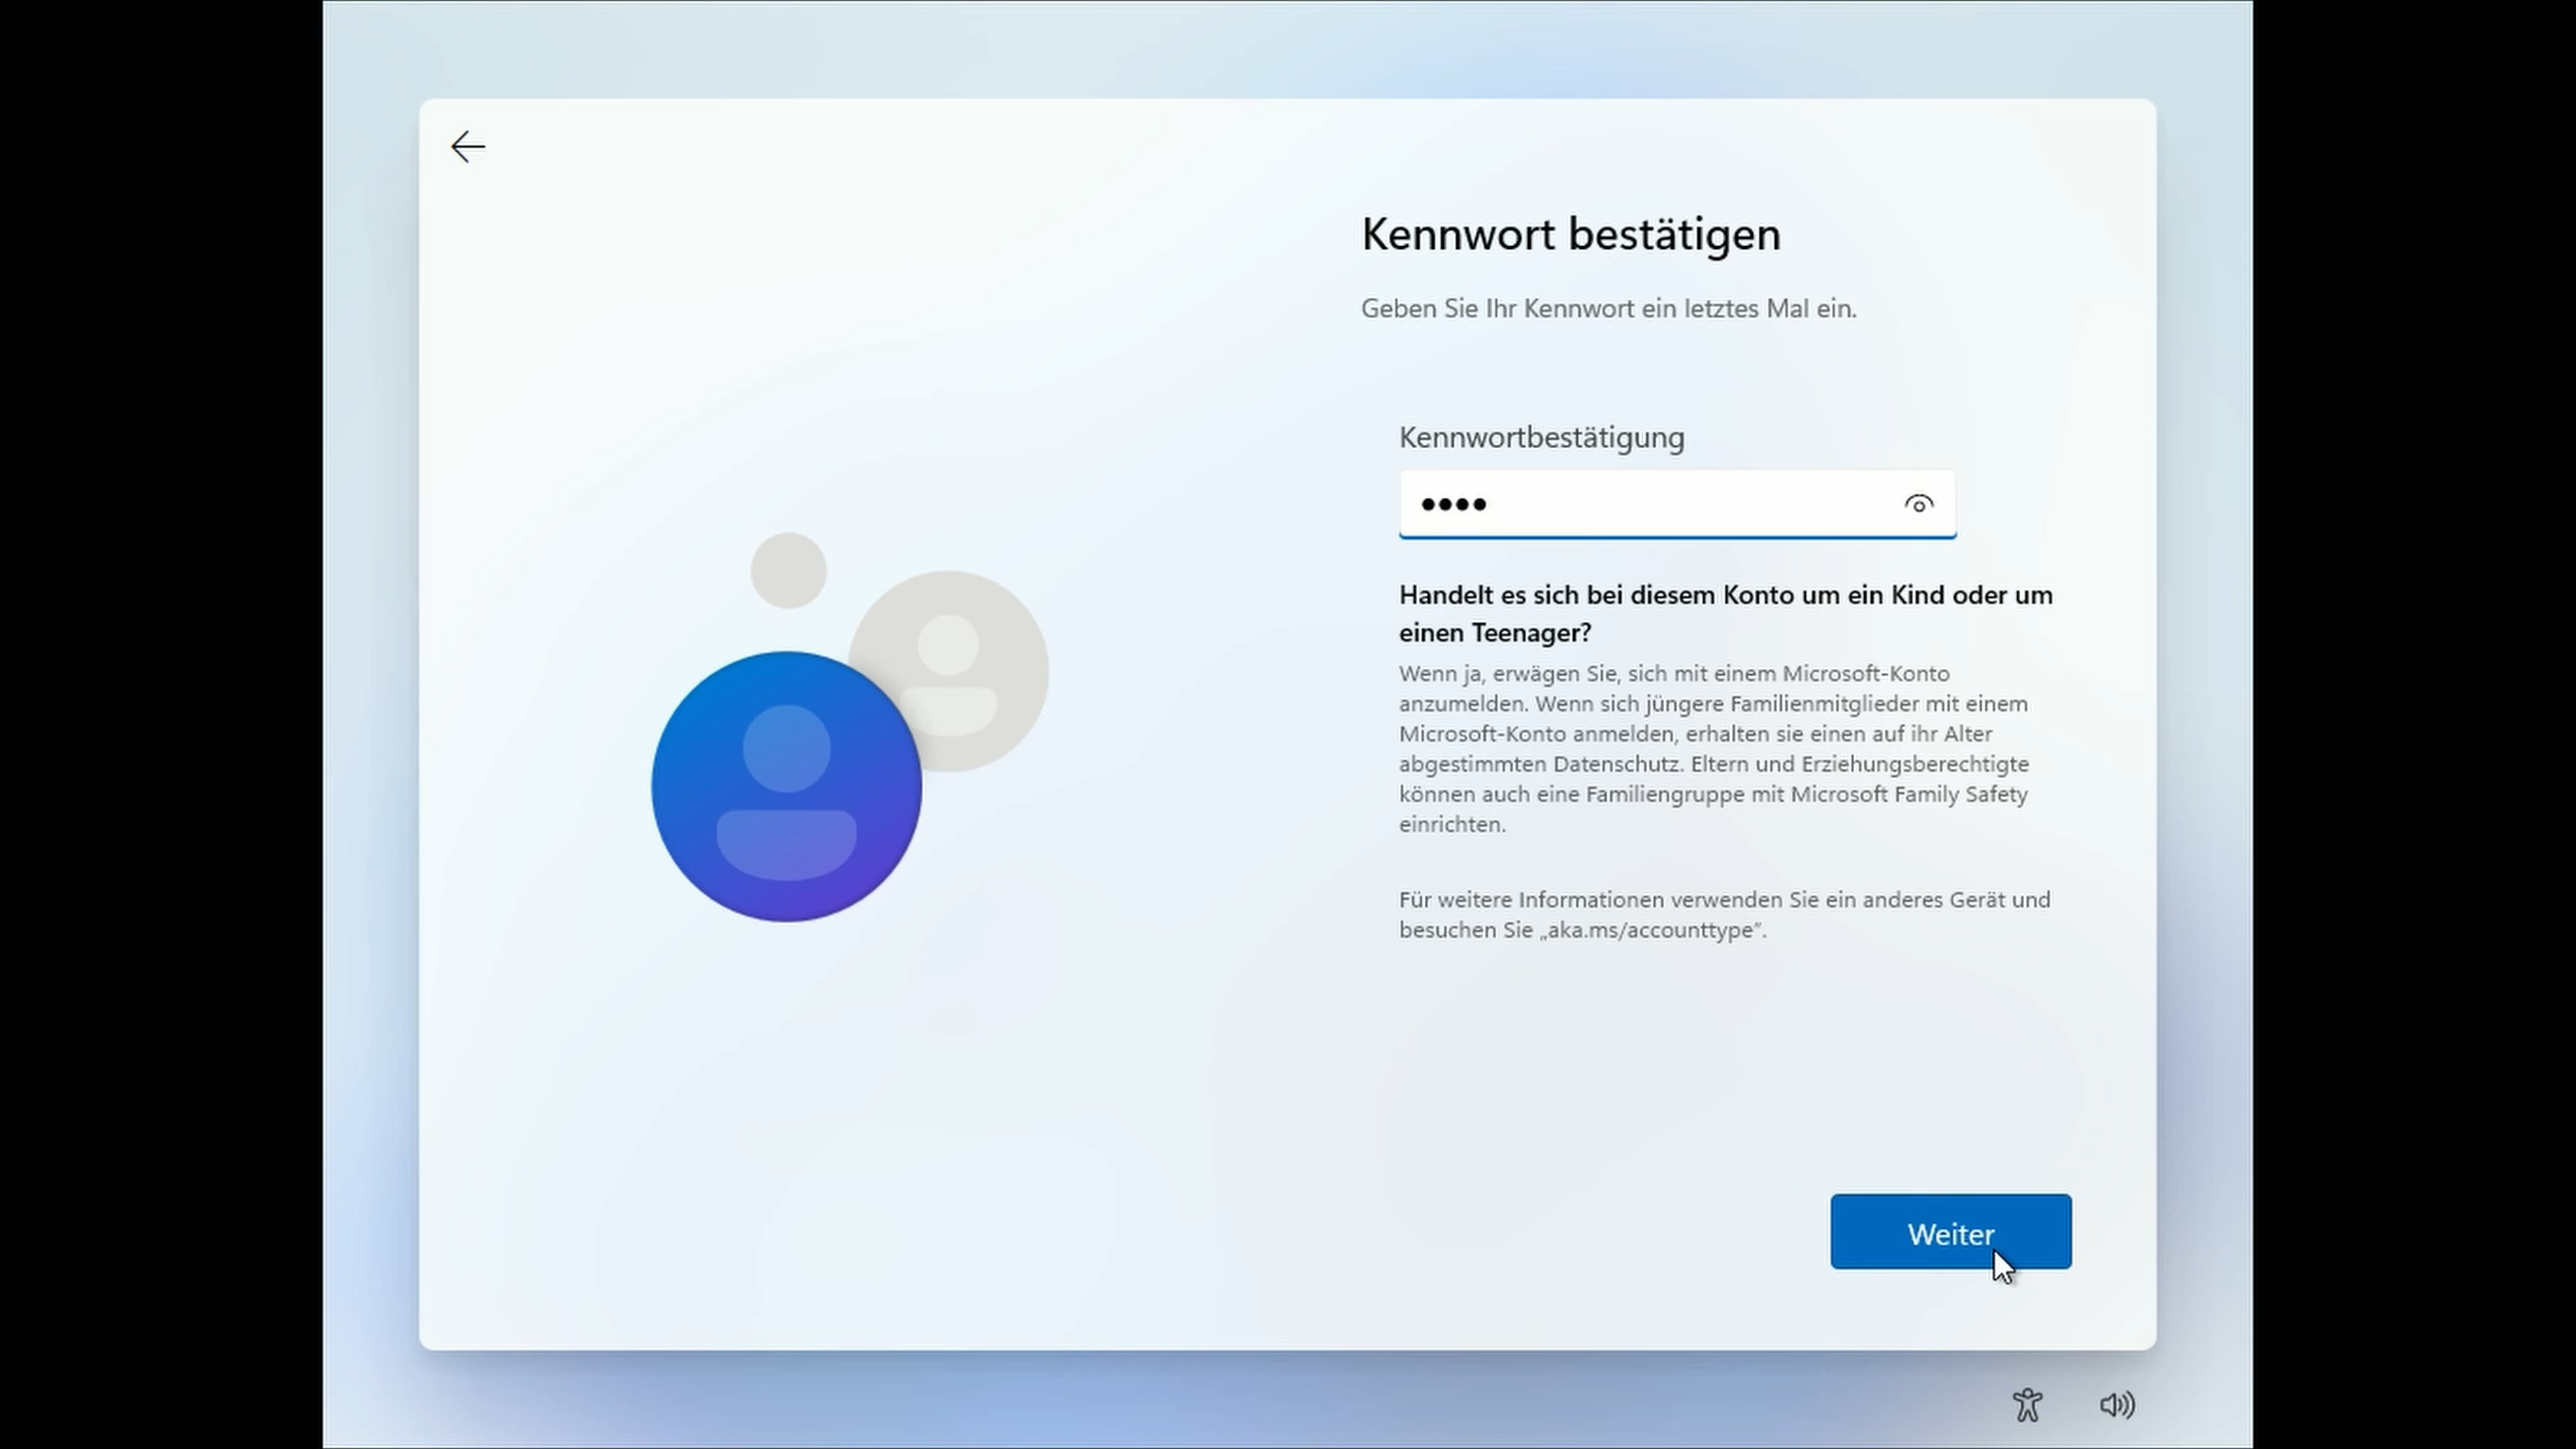 Kennwort bestätigen
Geben Sie Ihr Kennwort ein letztes Mal ein.
Kennwortbestätigung
••••
Handelt es sich bei diesem Konto um ein Kind oder um
einen Teenager?
Wenn ja, erwägen Sie, sich mit einem Microsoft-Konto
anzumelden. Wenn sich jüngere Familienmitglieder mit einem
Microsoft-Konto anmelden, erhalten sie einen auf ihr Alter
abgestimmten Datenschutz. Eltern und Erziehungsberechtigte
können auch eine Familiengruppe mit Microsoft Family Safety
einrichten.
Für weitere Informationen verwenden Sie ein anderes Gerät und
besuchen Sie „aka.ms/accounttype“.
Weiter